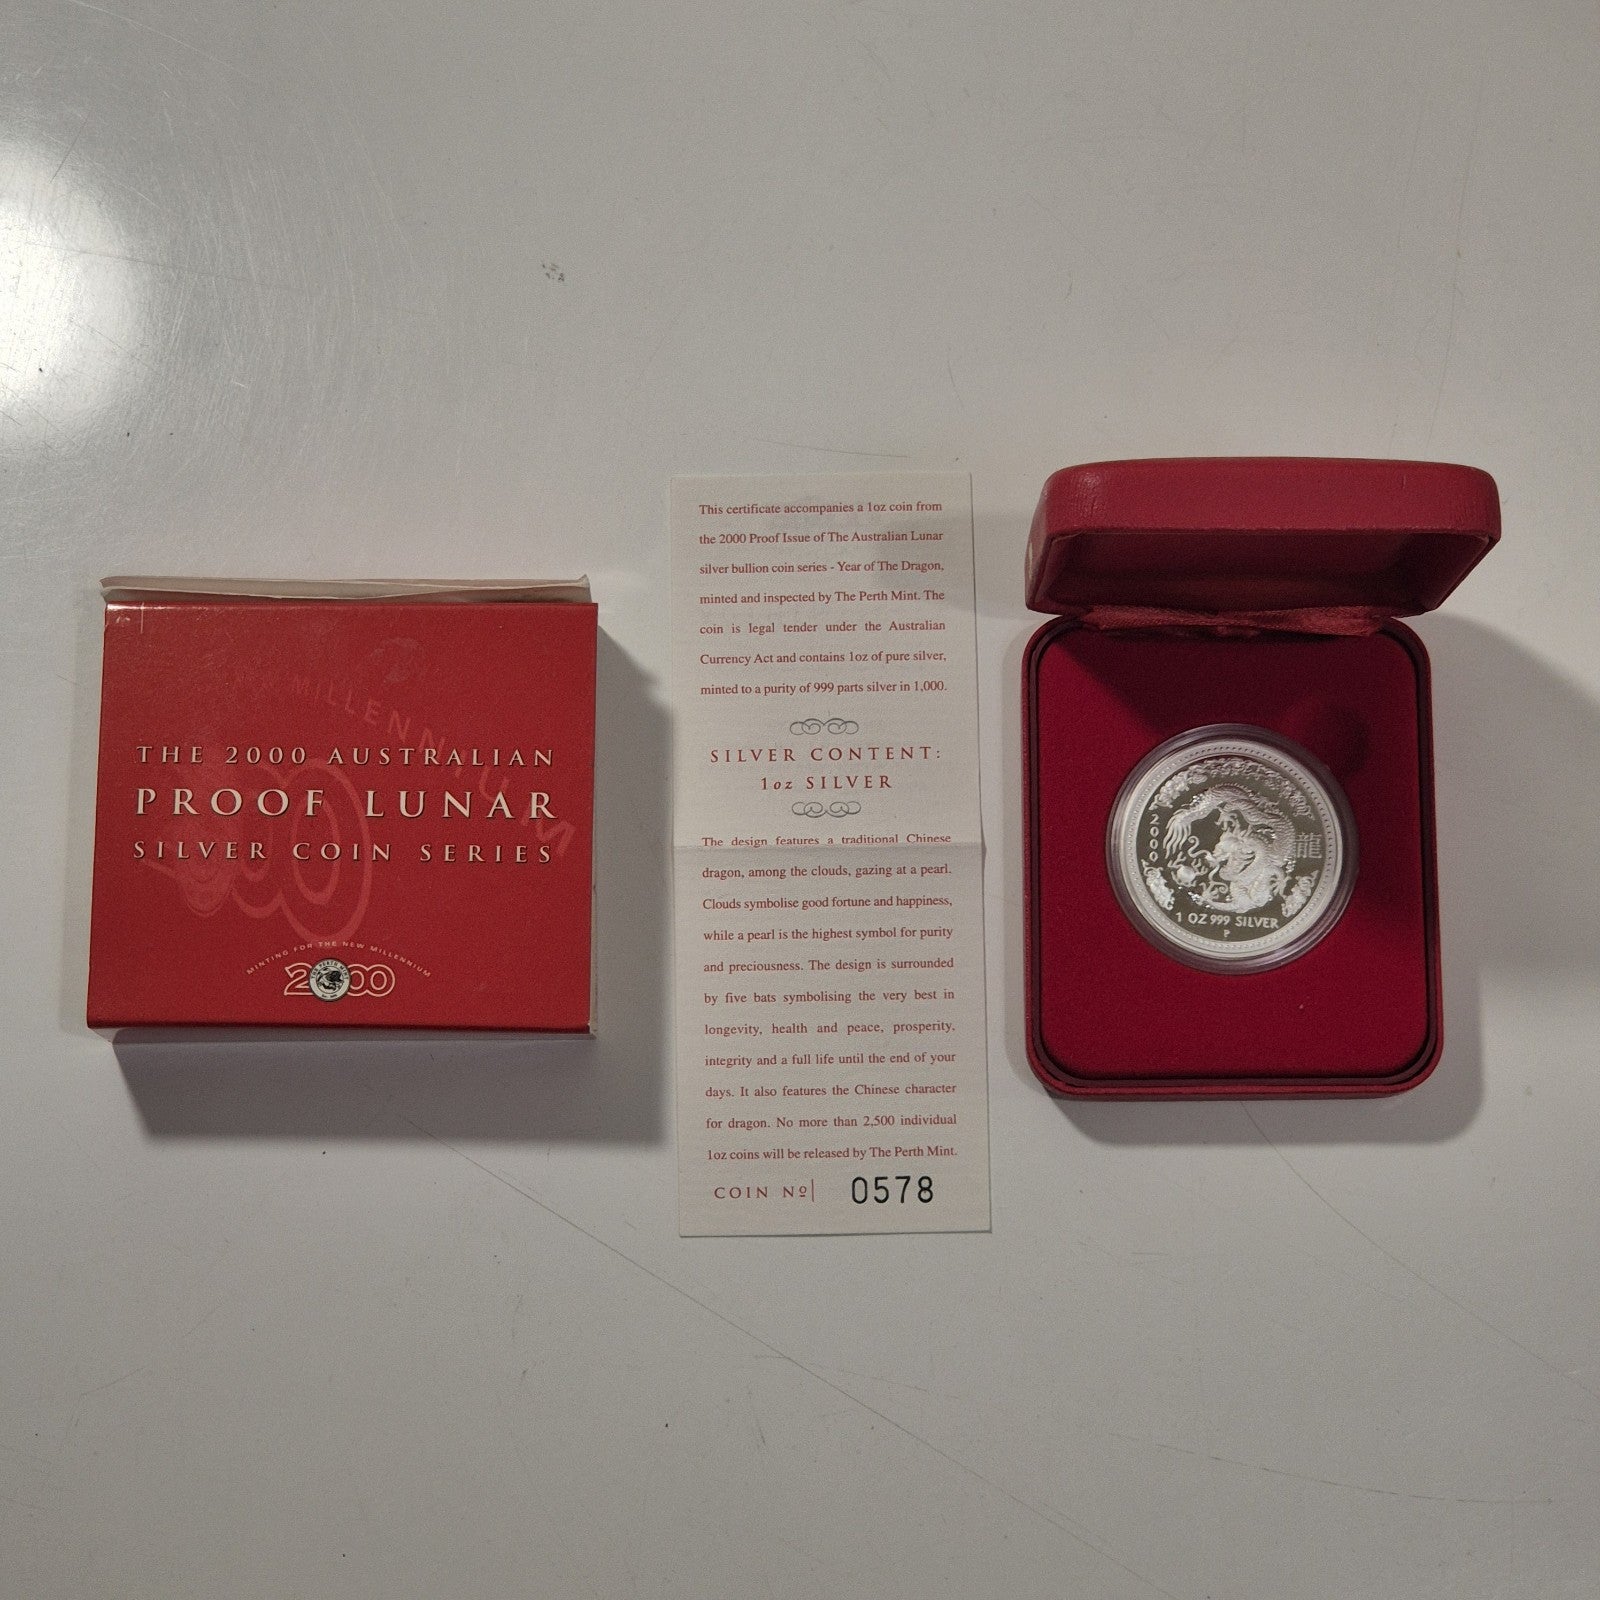 NEW MILLENNIUM
THE 2000 AUSTRALIAN
PROOF LUNAR
SILVER COIN SERIES
MINTING FOR THE NEW MILLENNIUM
2000
This certificate accompanies a 1oz coin from
the 2000 Proof Issue of The Australian Lunar
silver bullion coin series - Year of The Dragon,
minted and inspected by The Perth Mint. The
coin is legal tender under the Australian
Currency Act and contains 1oz of pure silver,
minted to a purity of 999 parts silver in 1,000.
SILVER CONTENT:
1oz SILVER
The design features a traditional Chinese
dragon, among the clouds, gazing at a pearl.
Clouds symbolise good fortune and happiness,
while a pearl is the highest symbol for purity
and preciousness. The design is surrounded
by five bats symbolising the very best in
longevity, health and peace, prosperity,
integrity and a full life until the end of your
days. It also features the Chinese character
for dragon. No more than 2,500 individual
1oz coins will be released by The Perth Mint.
COIN Nº 0578
2000
龍
1 OZ 999 SILVER
P